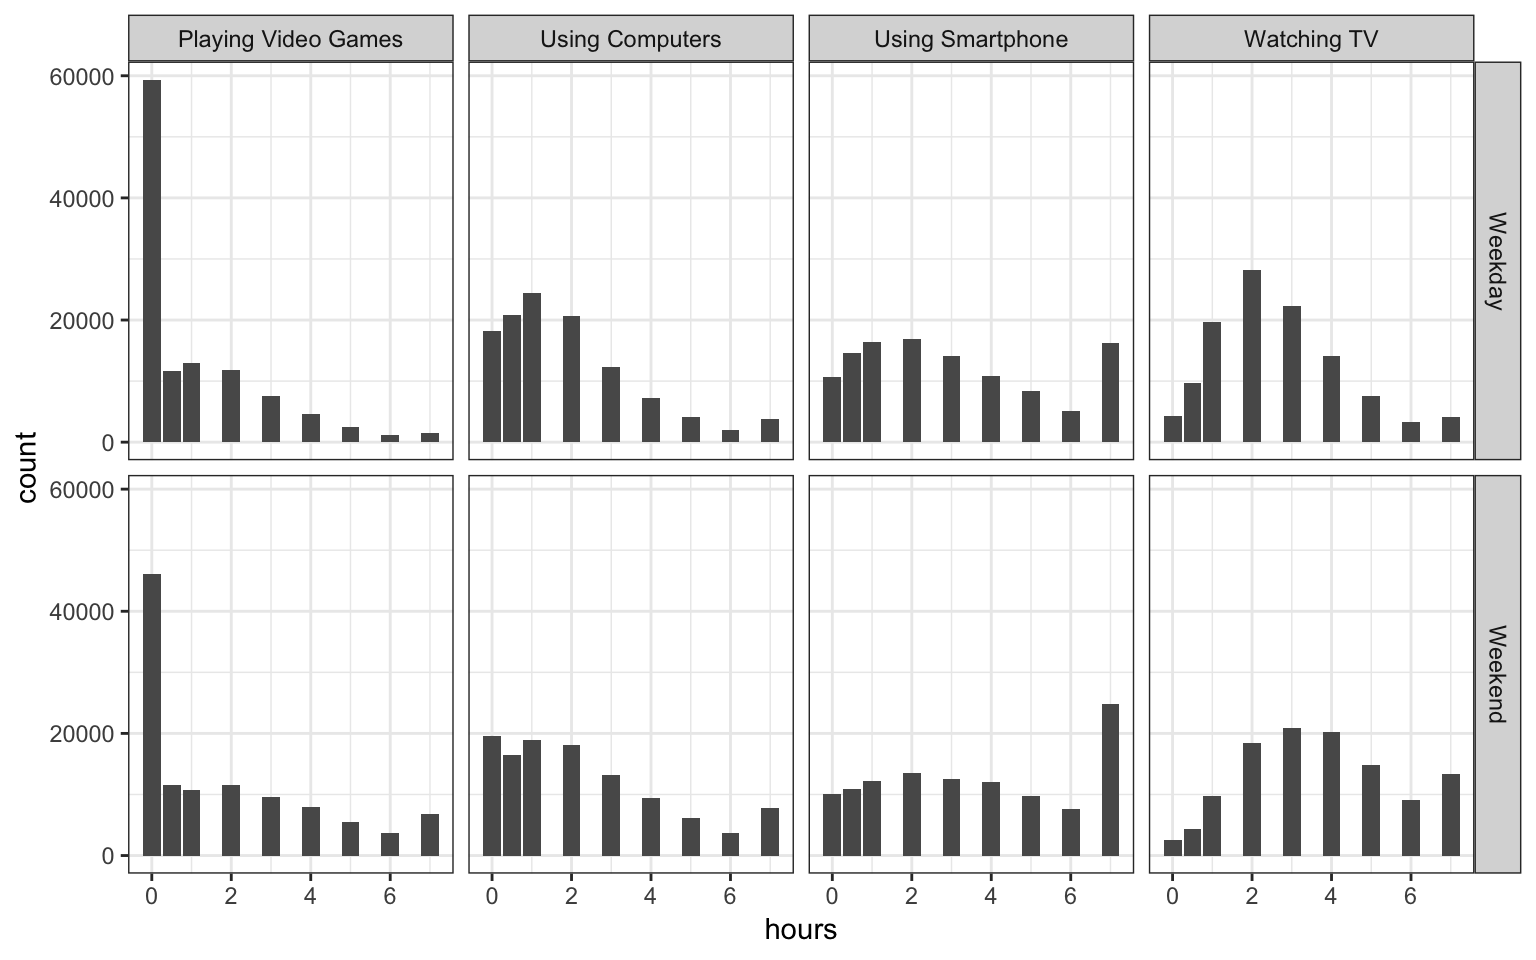 Playing Video Games
Using Computers
Using Smartphone
Watching TV
60000
40000
20000
0
Weekday
60000
40000
20000
0
Weekend
count
0 2 4 6
0 2 4 6
0 2 4 6
0 2 4 6
hours